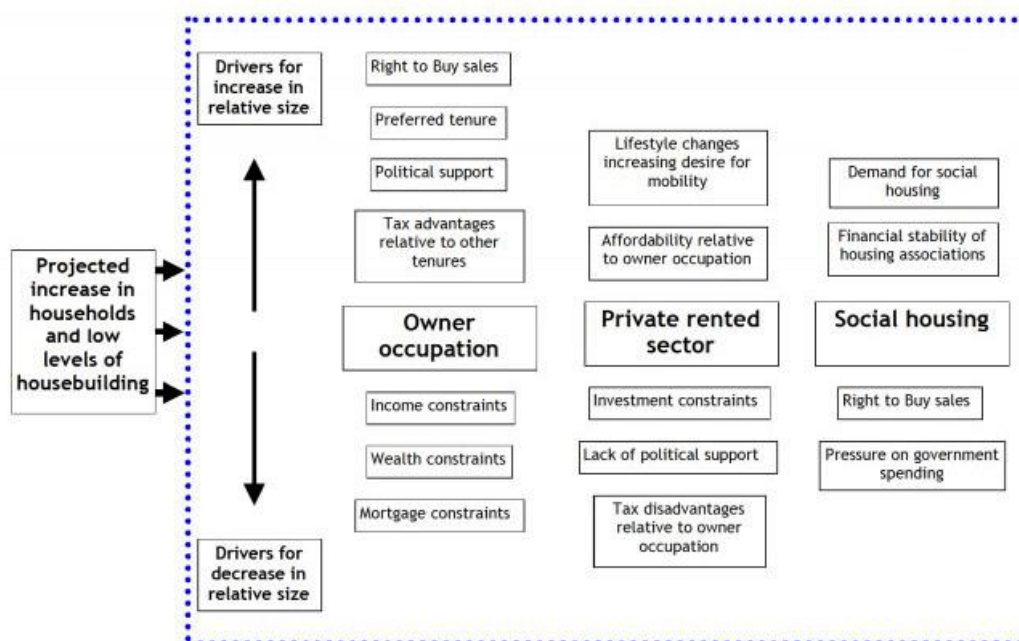 Projected
increase in
households
and low
levels of
housebuilding
Drivers for
increase in
relative size
Drivers for
decrease in
relative size
Right to Buy sales
Preferred tenure
Political support
Tax advantages
relative to other
tenures
Owner
occupation
Income constraints
Wealth constraints
Mortgage constraints
Lifestyle changes
increasing desire for
mobility
Affordability relative
to owner occupation
Private rented
sector
Investment constraints
Lack of political support
Tax disadvantages
relative to owner
occupation
Demand for social
housing
Financial stability of
housing associations
Social housing
Right to Buy sales
Pressure on government
spending